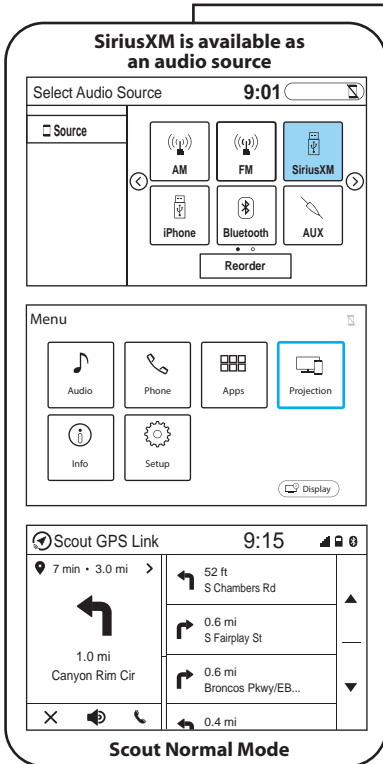 SiriusXM is available as
an audio source
Select Audio Source 9:01
Source
AM FM SiriusXM
iPhone Bluetooth AUX
Reorder
Menu
Audio Phone Apps Projection
Info Setup
Display
Scout GPS Link 9:15
7 min • 3.0 mi >
1.0 mi
Canyon Rim Cir
52 ft
S Chambers Rd
0.6 mi
S Fairplay St
0.6 mi
Broncos Pkwy/EB...
0.4 mi
Scout Normal Mode